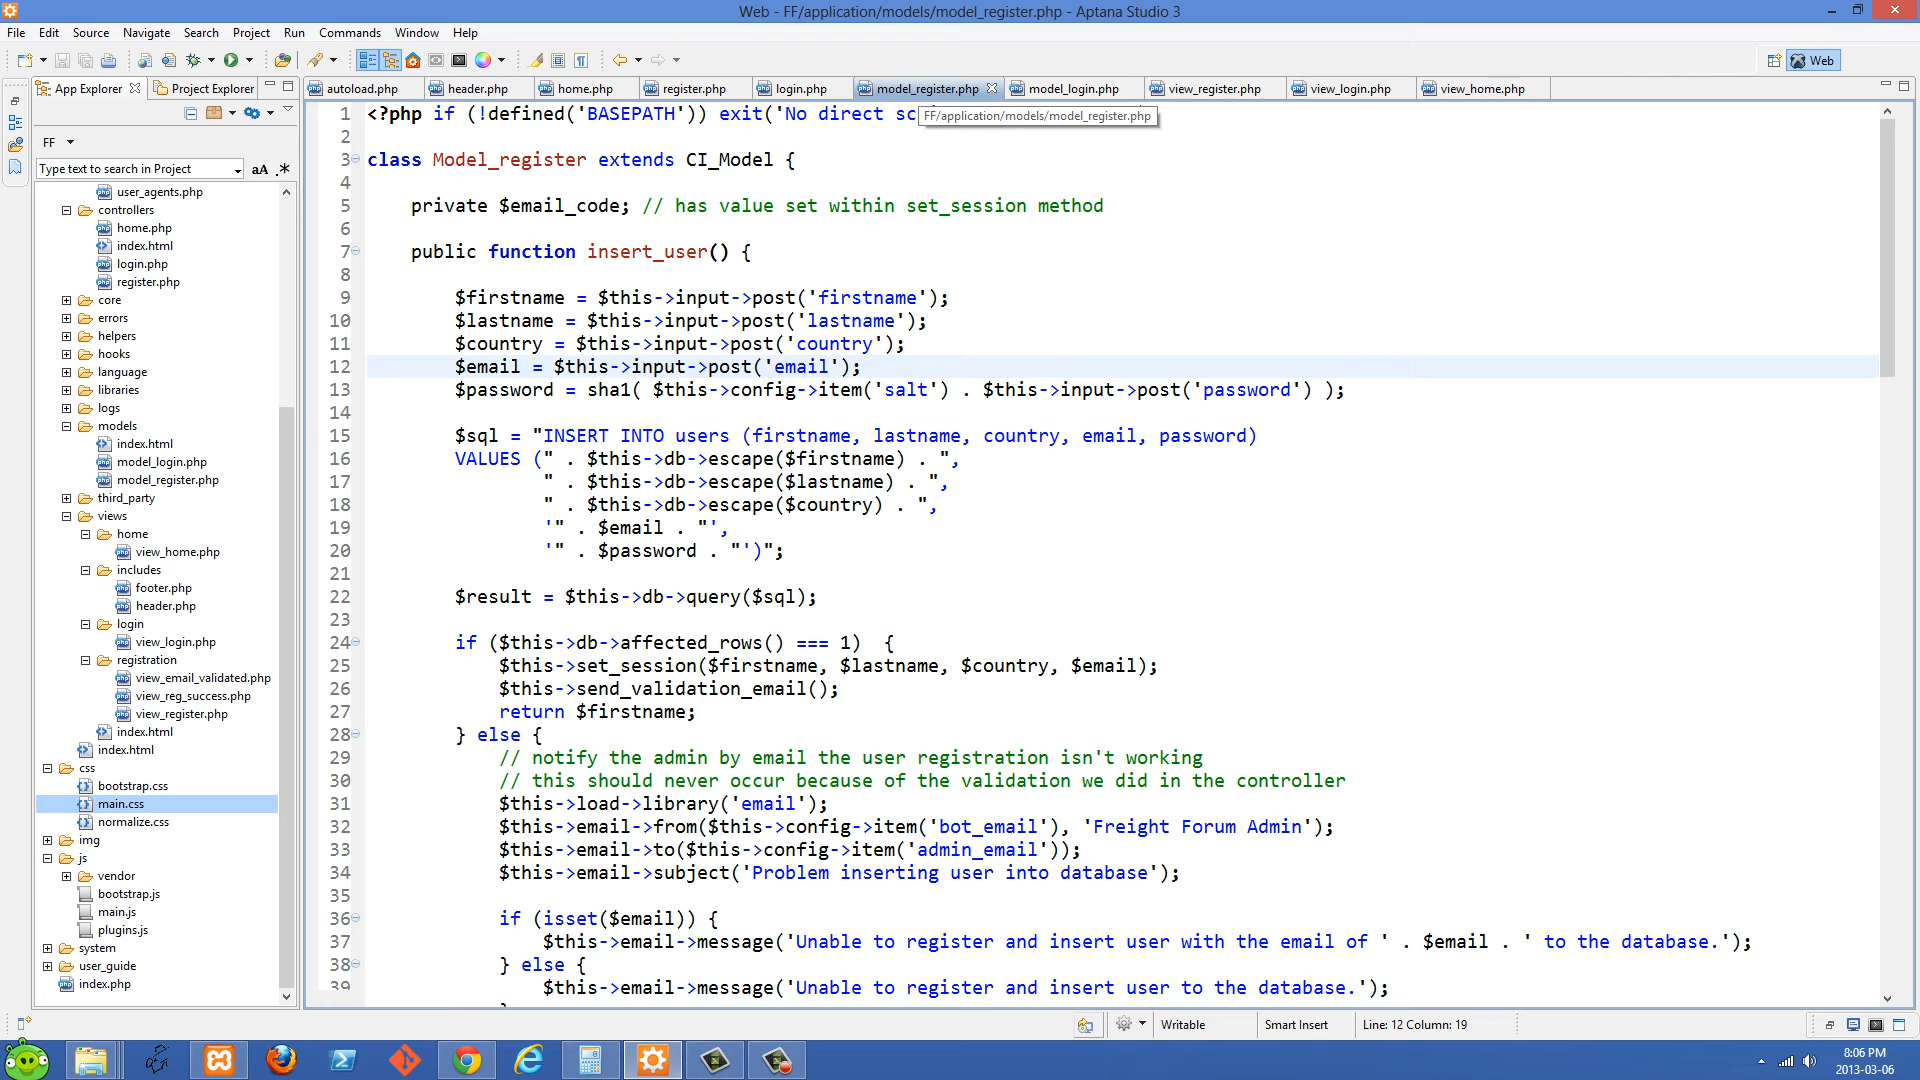 Web - FF/application/models/model_register.php - Aptana Studio 3
File Edit Source Navigate Search Project Run Commands Window Help
Web
App Explorer Project Explorer
autoload.php header.php home.php register.php login.php model_register.php model_login.php view_register.php view_login.php view_home.php
FF/application/models/model_register.php
FF
Type text to search in Project
aA .*
user_agents.php
controllers
home.php
index.html
login.php
register.php
core
errors
helpers
hooks
language
libraries
logs
models
index.html
model_login.php
model_register.php
third_party
views
home
view_home.php
includes
footer.php
header.php
login
view_login.php
registration
view_email_validated.php
view_reg_success.php
view_register.php
index.html
index.html
css
bootstrap.css
main.css
normalize.css
img
js
vendor
bootstrap.js
main.js
plugins.js
system
user_guide
index.php
1 <?php if (!defined('BASEPATH')) exit('No direct sc
2
3 class Model_register extends CI_Model {
4
5 private $email_code; // has value set within set_session method
6
7 public function insert_user() {
8
9 $firstname = $this->input->post('firstname');
10 $lastname = $this->input->post('lastname');
11 $country = $this->input->post('country');
12 $email = $this->input->post('email');
13 $password = sha1( $this->config->item('salt') . $this->input->post('password') );
14
15 $sql = "INSERT INTO users (firstname, lastname, country, email, password)
16 VALUES (" . $this->db->escape($firstname) . ",
17 " . $this->db->escape($lastname) . ",
18 " . $this->db->escape($country) . ",
19 '" . $email . "',
20 '" . $password . "')";
21
22 $result = $this->db->query($sql);
23
24 if ($this->db->affected_rows() === 1) {
25 $this->set_session($firstname, $lastname, $country, $email);
26 $this->send_validation_email();
27 return $firstname;
28 } else {
29 // notify the admin by email the user registration isn't working
30 // this should never occur because of the validation we did in the controller
31 $this->load->library('email');
32 $this->email->from($this->config->item('bot_email'), 'Freight Forum Admin');
33 $this->email->to($this->config->item('admin_email'));
34 $this->email->subject('Problem inserting user into database');
35
36 if (isset($email)) {
37 $this->email->message('Unable to register and insert user with the email of ' . $email . ' to the database.');
38 } else {
39 $this->email->message('Unable to register and insert user to the database.');
Writable Smart Insert Line: 12 Column: 19
8:06 PM
2013-03-06